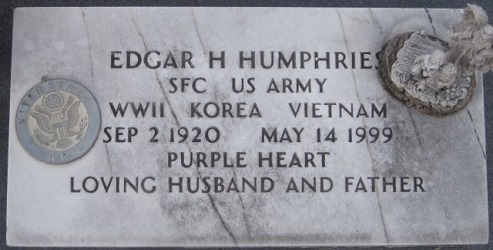 EDGAR H HUMPHRIES
SFC US ARMY
WWII KOREA VIETNAM
SEP 2 1920 MAY 14 1999
PURPLE HEART
LOVING HUSBAND AND FATHER